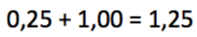 0,25 + 1,00 = 1,25